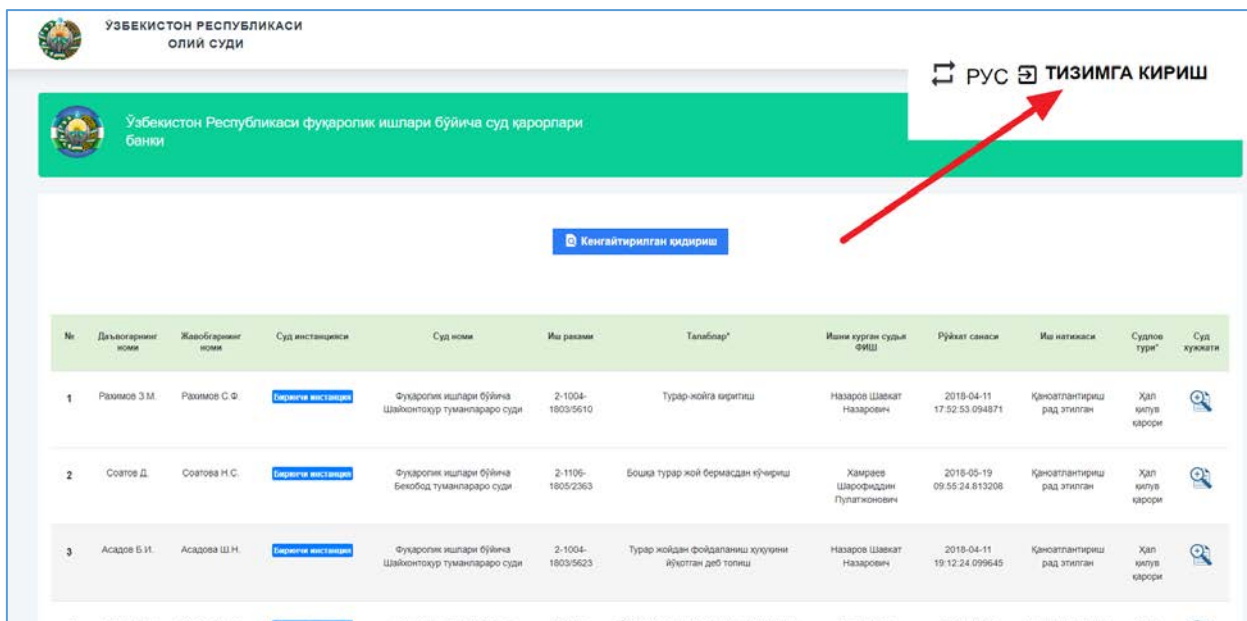 ЎЗБЕКИСТОН РЕСПУБЛИКАСИ
ОЛИЙ СУДИ
РУС ТИЗИМГА КИРИШ
Ўзбекистон Республикаси фуқаролик ишлари бўйича суд қарорлари
банки
Кенгайтирилган қидириш
№ Даъвогарнинг номи Жавобгарнинг номи Суд инстанцияси Суд номи Иш рақами Талаблар* Ишни кўрган судья ФИШ Рўйхат санаси Иш натижаси Судлов тури* Суд ҳужжати
1 Рахимов З.М. Рахимов С.Ф. Биринчи инстанция Фуқаролик ишлари бўйича Шайхонтохур туманлараро суди 2-1004-1803/5610 Турар-жойга киритиш Назаров Шавкат Назарович 2018-04-11 17:52:53.094871 Қаноатлантириш рад этилган Ҳал қилув қарори
2 Соатов Д. Соатова Н.С. Биринчи инстанция Фуқаролик ишлари бўйича Бекобод туманлараро суди 2-1106-1805/2363 Бошқа турар жой бермасдан кўчириш Хамраев Шарофиддин Пулатжонович 2018-05-19 09:55:24.813208 Қаноатлантириш рад этилган Ҳал қилув қарори
3 Асадов Б.И. Асадова Ш.Н. Биринчи инстанция Фуқаролик ишлари бўйича Шайхонтохур туманлараро суди 2-1004-1803/5623 Турар жойдан фойдаланиш ҳуқуқини йўқотган деб топиш Назаров Шавкат Назарович 2018-04-11 19:12:24.099645 Қаноатлантириш рад этилган Ҳал қилув қарори